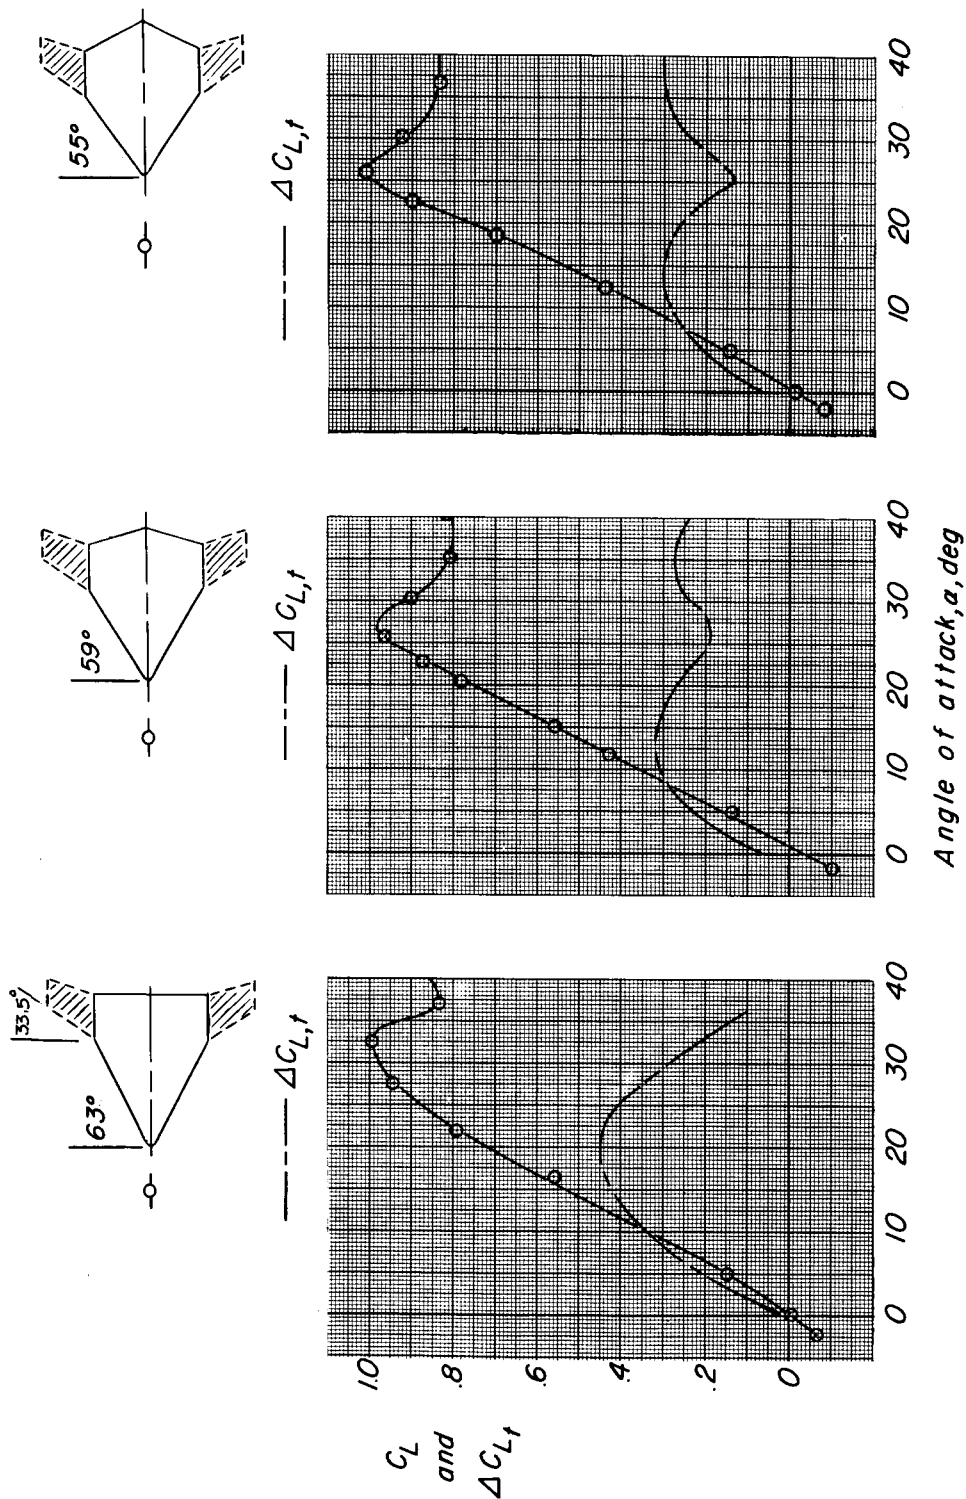 33.5°
63°
59°
55°
— — — ΔC_L,t
— — — ΔC_L,t
— — — ΔC_L,t
C_L
and
ΔC_Lt
1.0
.8
.6
.4
.2
0
0 10 20 30 40
0 10 20 30 40
0 10 20 30 40
Angle of attack, α, deg